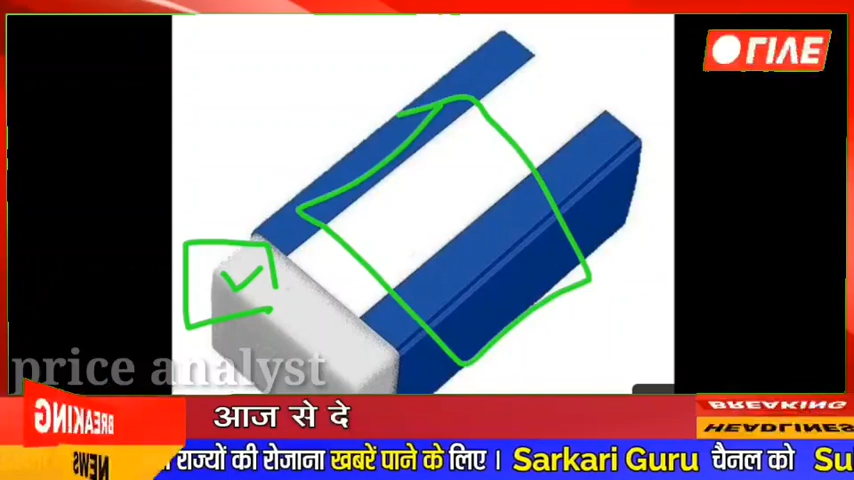 LIVE
price analyst
BREAKING
NEWS
आज से दे
BREAKING
HEADLINES
राज्यों की रोजाना खबरें पाने के लिए। Sarkari Guru चैनल को Su